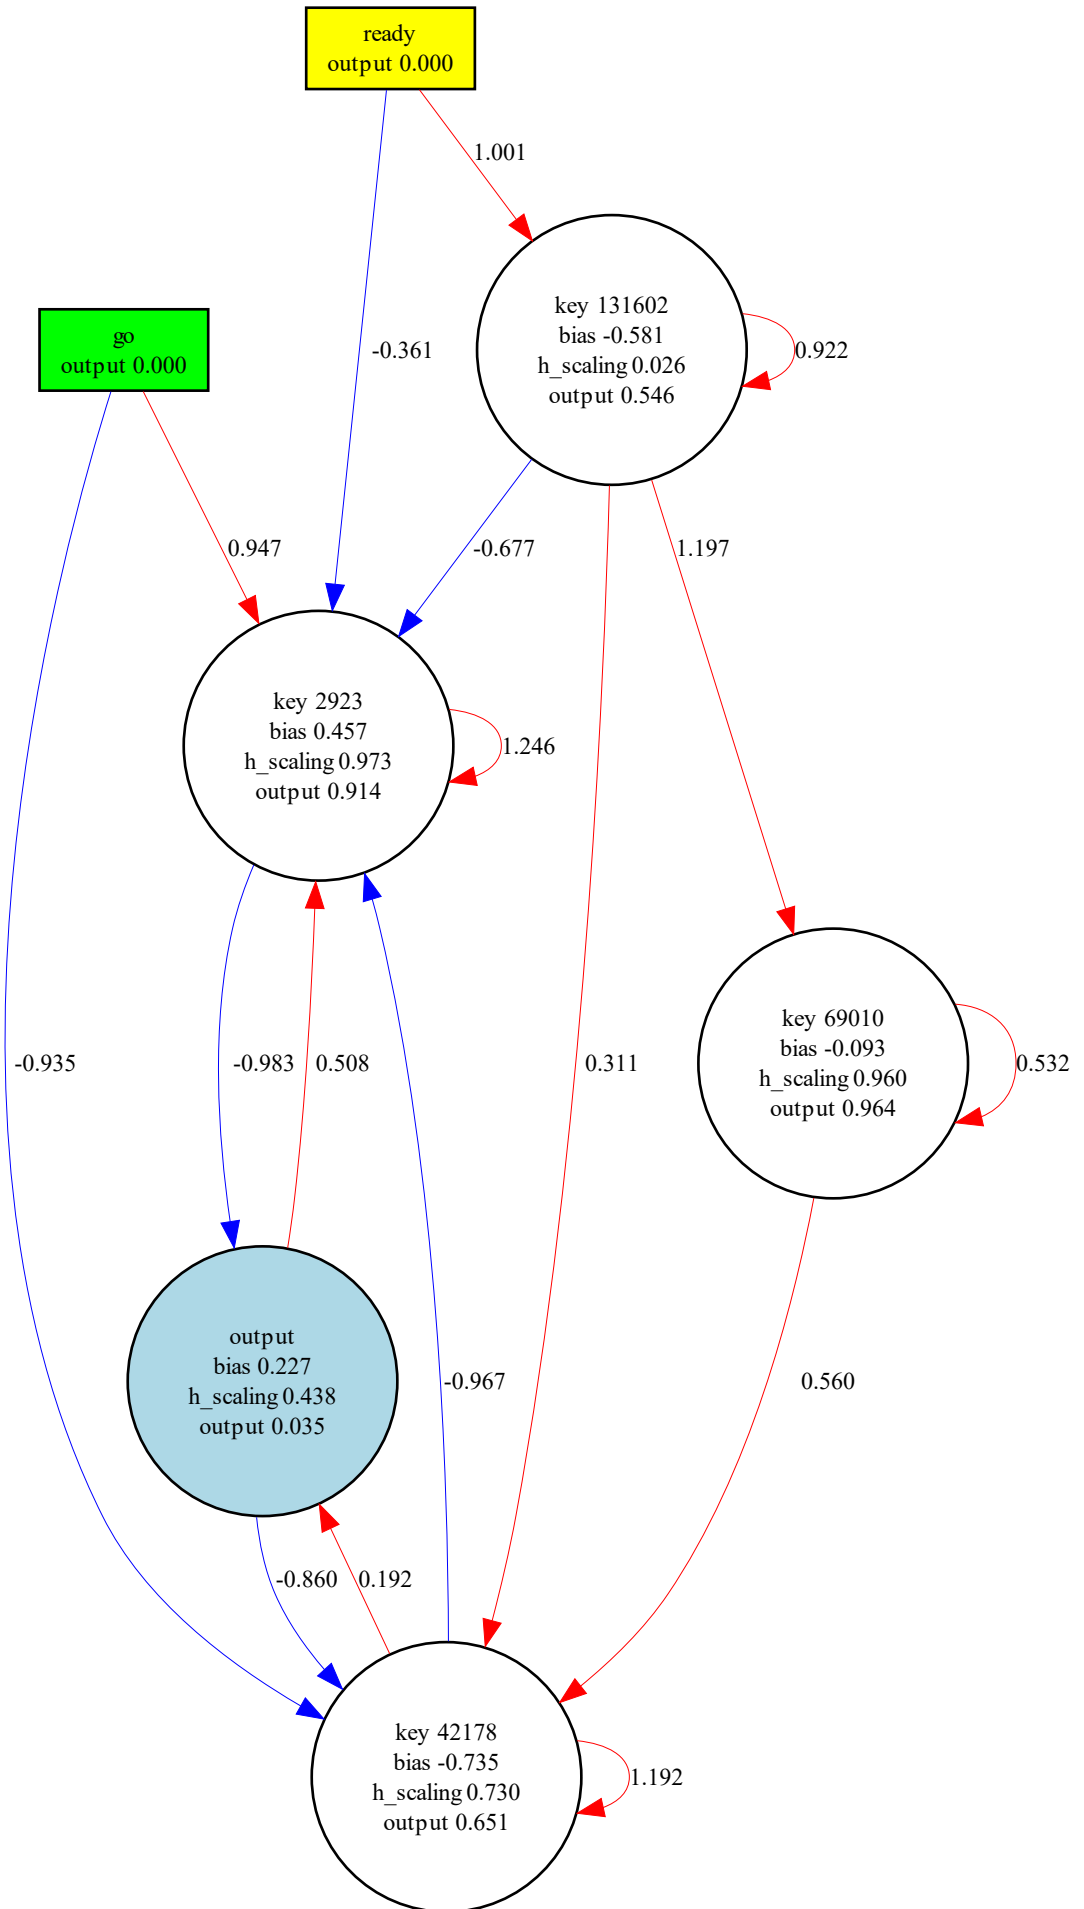 ready
output 0.000
1.001
go
output 0.000
-0.361
key 131602
bias -0.581
h_scaling 0.026
output 0.546
0.922
0.947
-0.677
1.197
key 2923
bias 0.457
h_scaling 0.973
output 0.914
1.246
-0.935
-0.983
0.508
0.311
key 69010
bias -0.093
h_scaling 0.960
output 0.964
0.532
output
bias 0.227
h_scaling 0.438
output 0.035
-0.967
0.560
-0.860
0.192
key 42178
bias -0.735
h_scaling 0.730
output 0.651
1.192